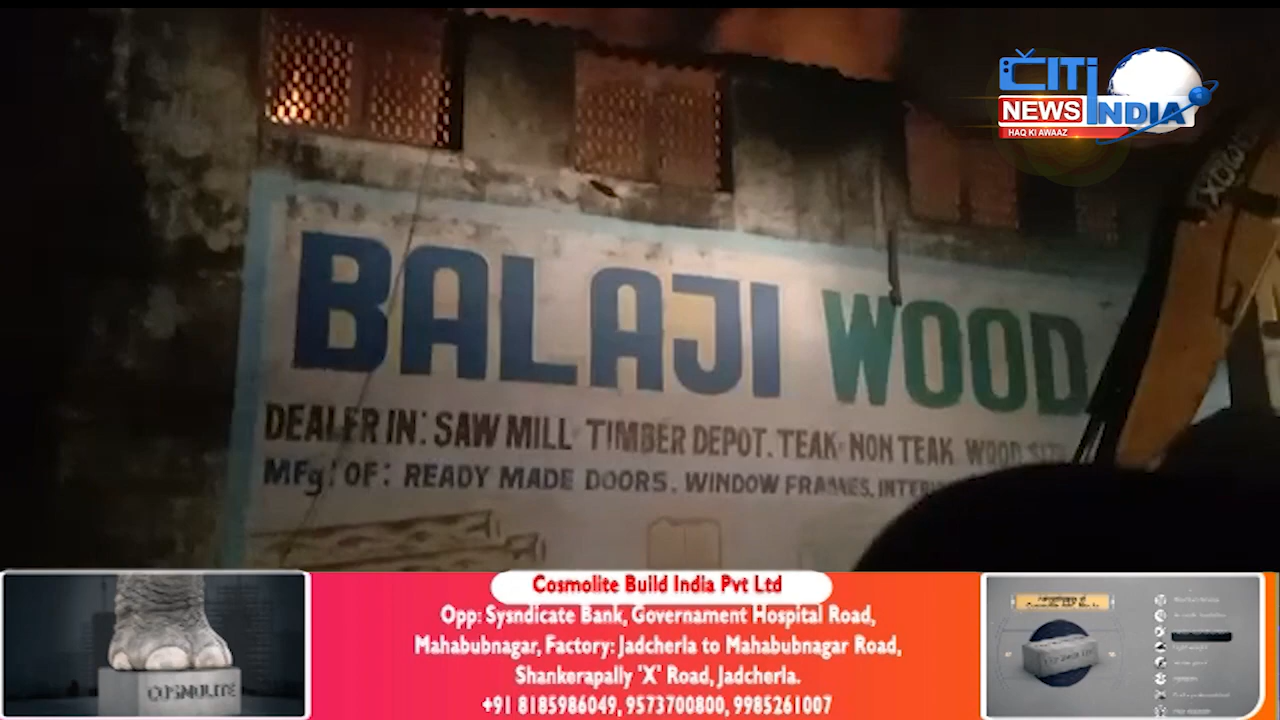 CITI
NEWS INDIA
HAQ KI AWAAZ
BALAJI WOOD
DEALER IN: SAW MILL TIMBER DEPOT. TEAK NON TEAK WOOD
MFg: OF: READY MADE DOORS. WINDOW FRAMES.
Cosmolite Build India Pvt Ltd
Opp: Sysndicate Bank, Governament Hospital Road,
Mahabubnagar, Factory: Jadcherla to Mahabubnagar Road,
Shankerapally 'X' Road, Jadcherla.
+91 8185986049, 9573700800, 9985261007
COSMOLITE